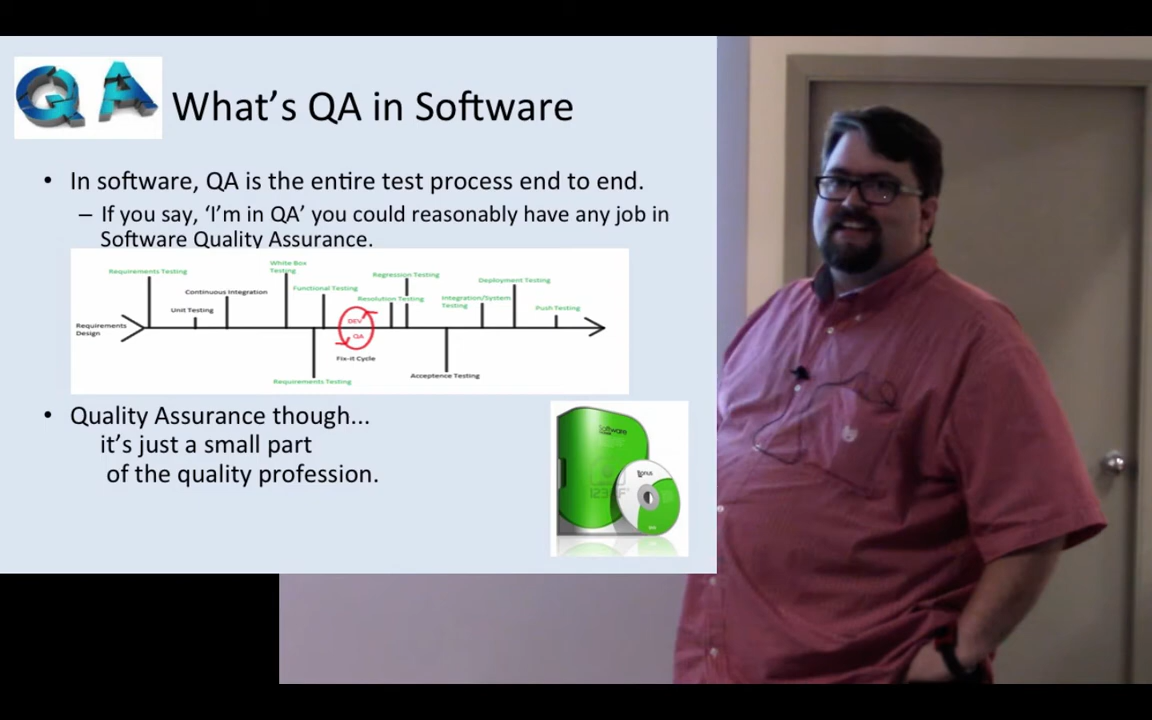 QA
What's QA in Software
• In software, QA is the entire test process end to end.
– If you say, 'I'm in QA' you could reasonably have any job in
Software Quality Assurance.
White Box
Testing
Requirements Testing
Regression Testing
Deployment Testing
Continuous Integration
Functional Testing
Resolution Testing
Integration/System
Testing
Unit Testing
Push Testing
Requirements
Design
DEV
QA
Fix-it Cycle
Requirements Testing
Acceptance Testing
• Quality Assurance though...
it's just a small part
of the quality profession.
Software
Bonus